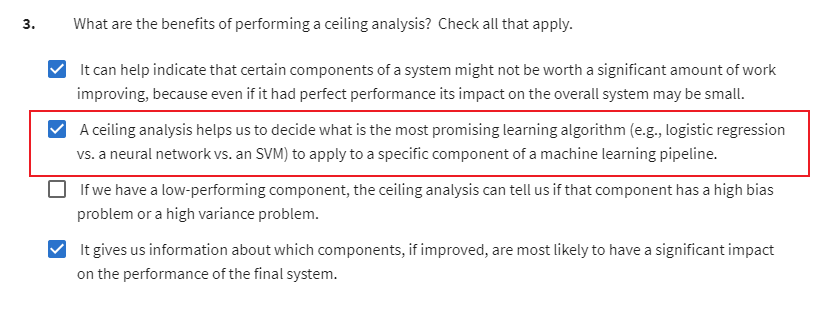 3. What are the benefits of performing a ceiling analysis? Check all that apply.
It can help indicate that certain components of a system might not be worth a significant amount of work
improving, because even if it had perfect performance its impact on the overall system may be small.
A ceiling analysis helps us to decide what is the most promising learning algorithm (e.g., logistic regression
vs. a neural network vs. an SVM) to apply to a specific component of a machine learning pipeline.
If we have a low-performing component, the ceiling analysis can tell us if that component has a high bias
problem or a high variance problem.
It gives us information about which components, if improved, are most likely to have a significant impact
on the performance of the final system.